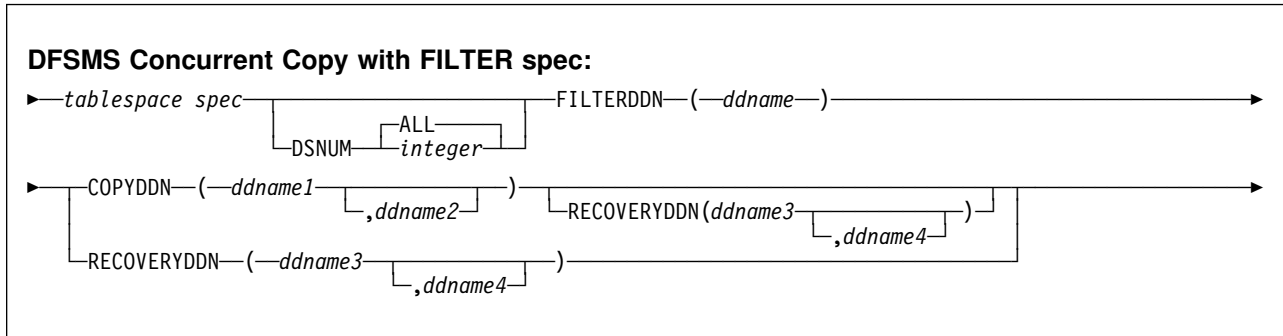 DFSMS Concurrent Copy with FILTER spec:
tablespace spec FILTERDDN ( ddname )
ALL
DSNUM integer
COPYDDN ( ddname1 )
,ddname2 RECOVERYDDN(ddname3 )
,ddname4
RECOVERYDDN ( ddname3 )
,ddname4